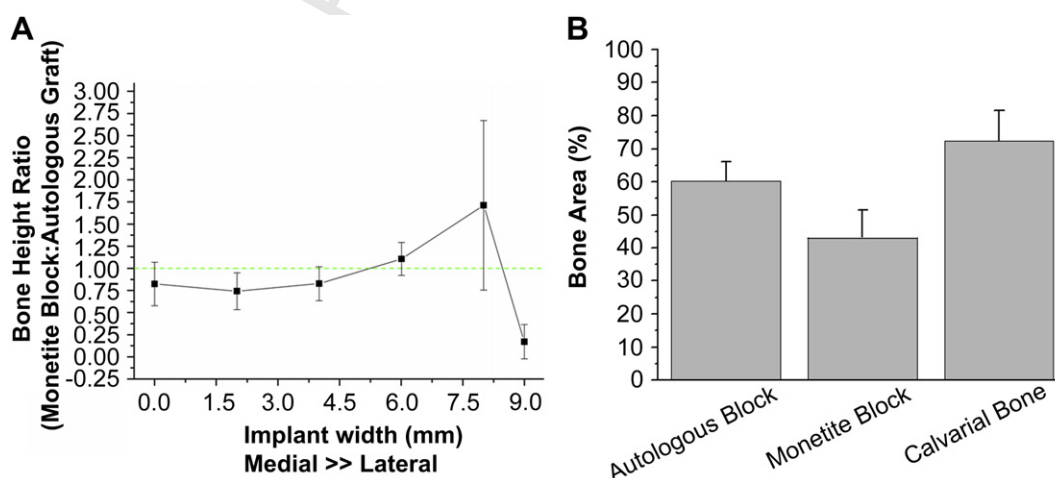 A
Bone Height Ratio
(Monetite Block:Autologous Graft)
3.00
2.75
2.50
2.25
2.00
1.75
1.50
1.25
1.00
0.75
0.50
0.25
0.00
-0.25
0.0 1.5 3.0 4.5 6.0 7.5 9.0
Implant width (mm)
Medial >> Lateral
B
Bone Area (%)
100
90
80
70
60
50
40
30
20
10
0
Autologous Block
Monetite Block
Calvarial Bone